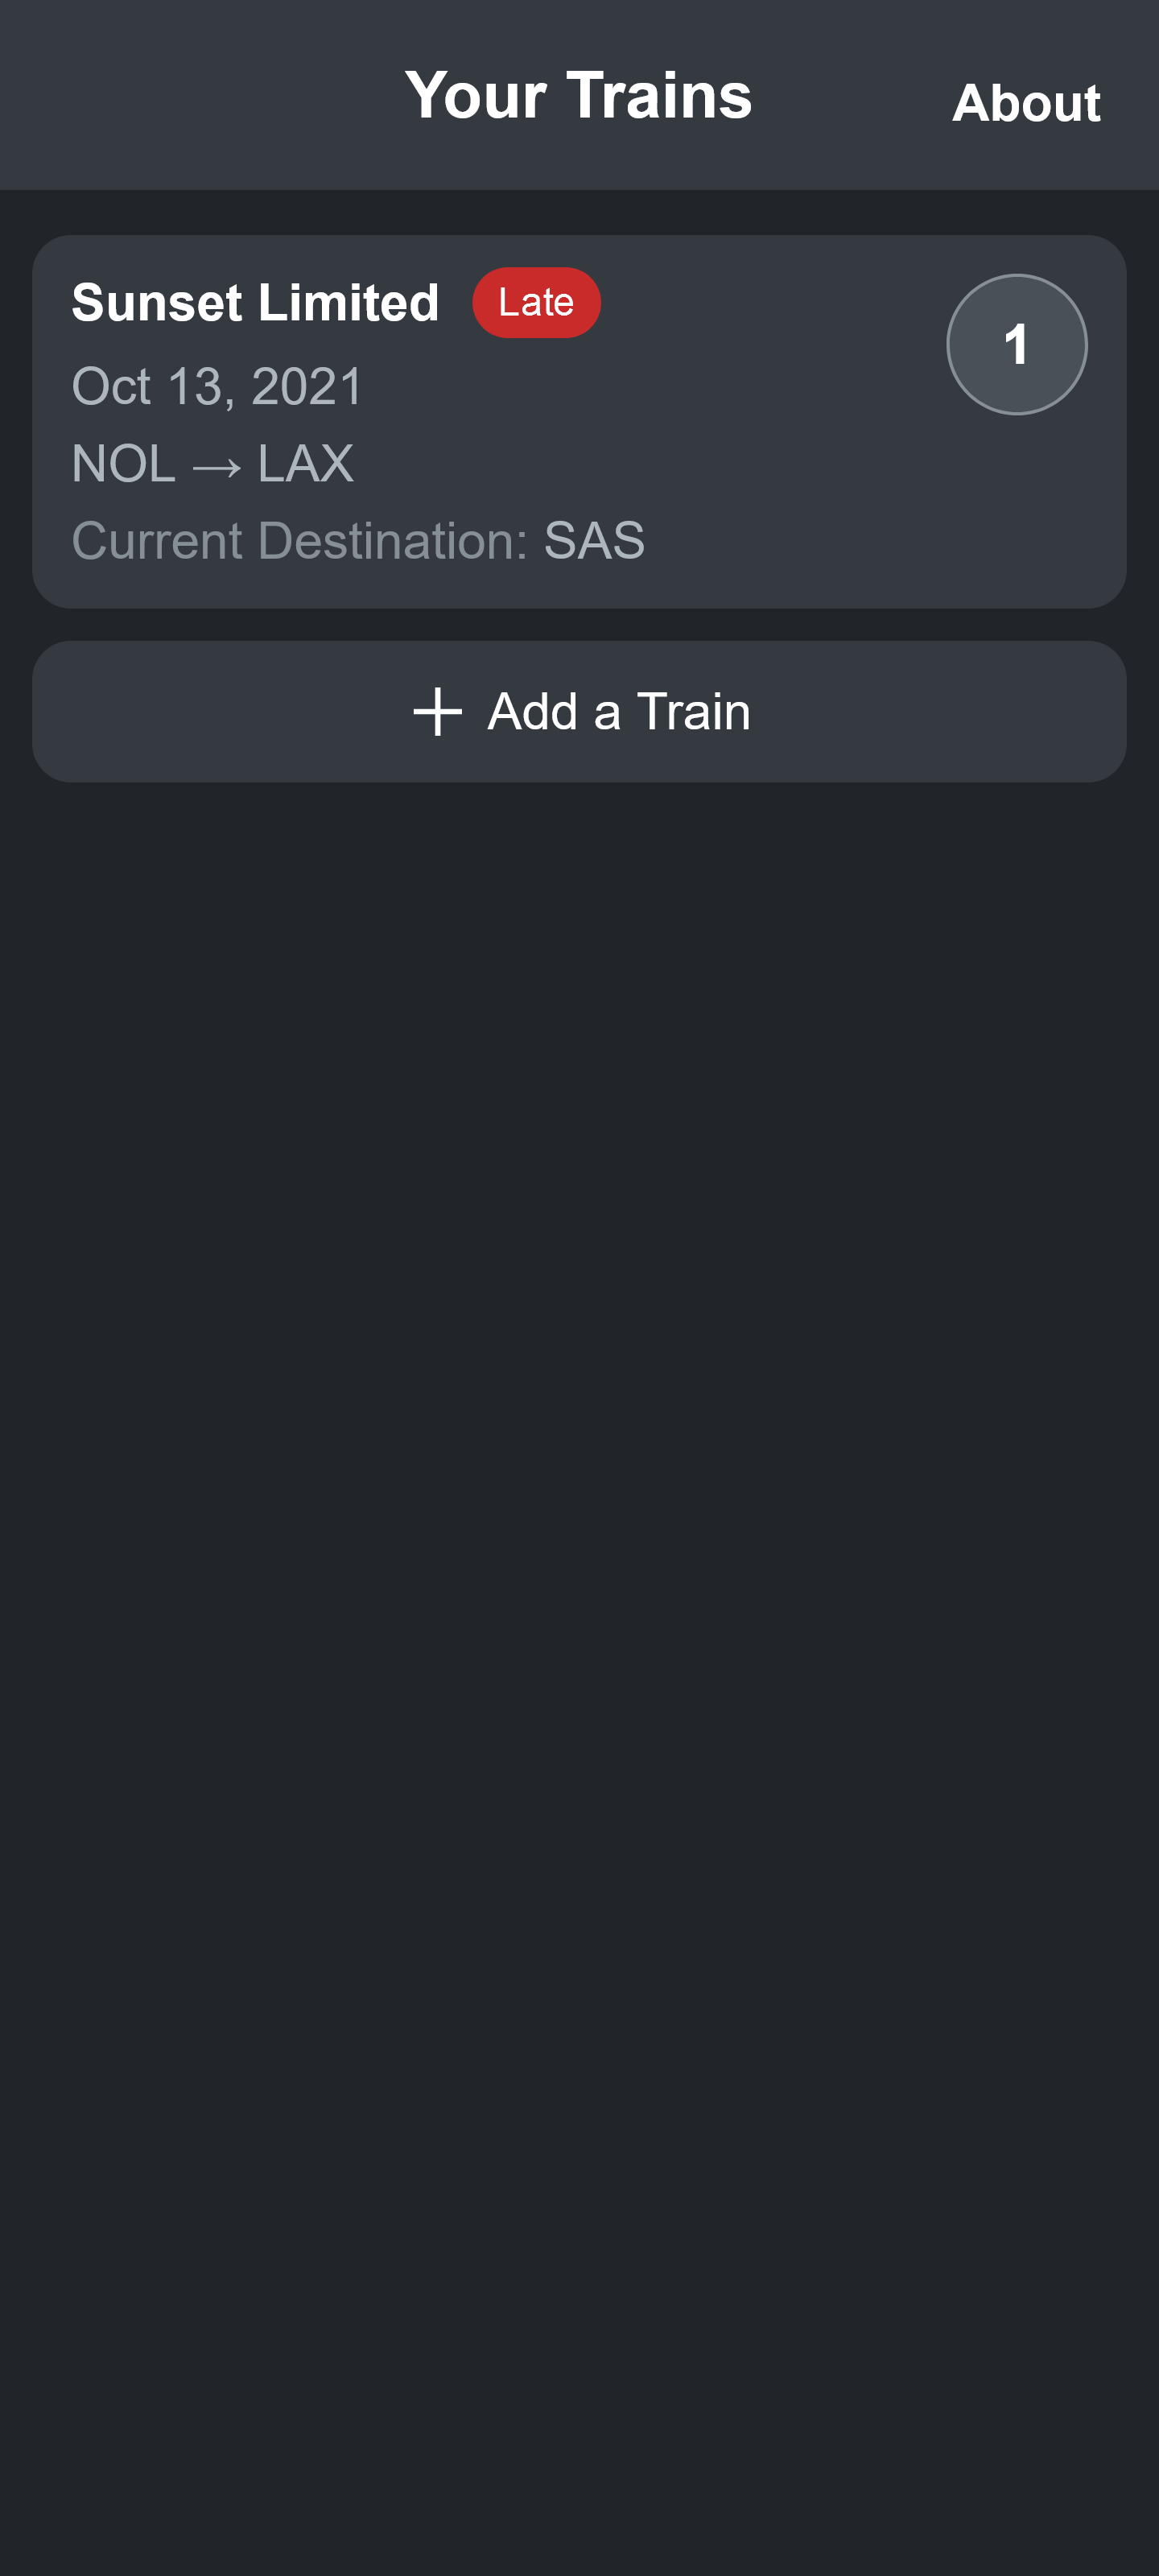 Your Trains
About
Sunset Limited
Late
1
Oct 13, 2021
NOL → LAX
Current Destination: SAS
+ Add a Train